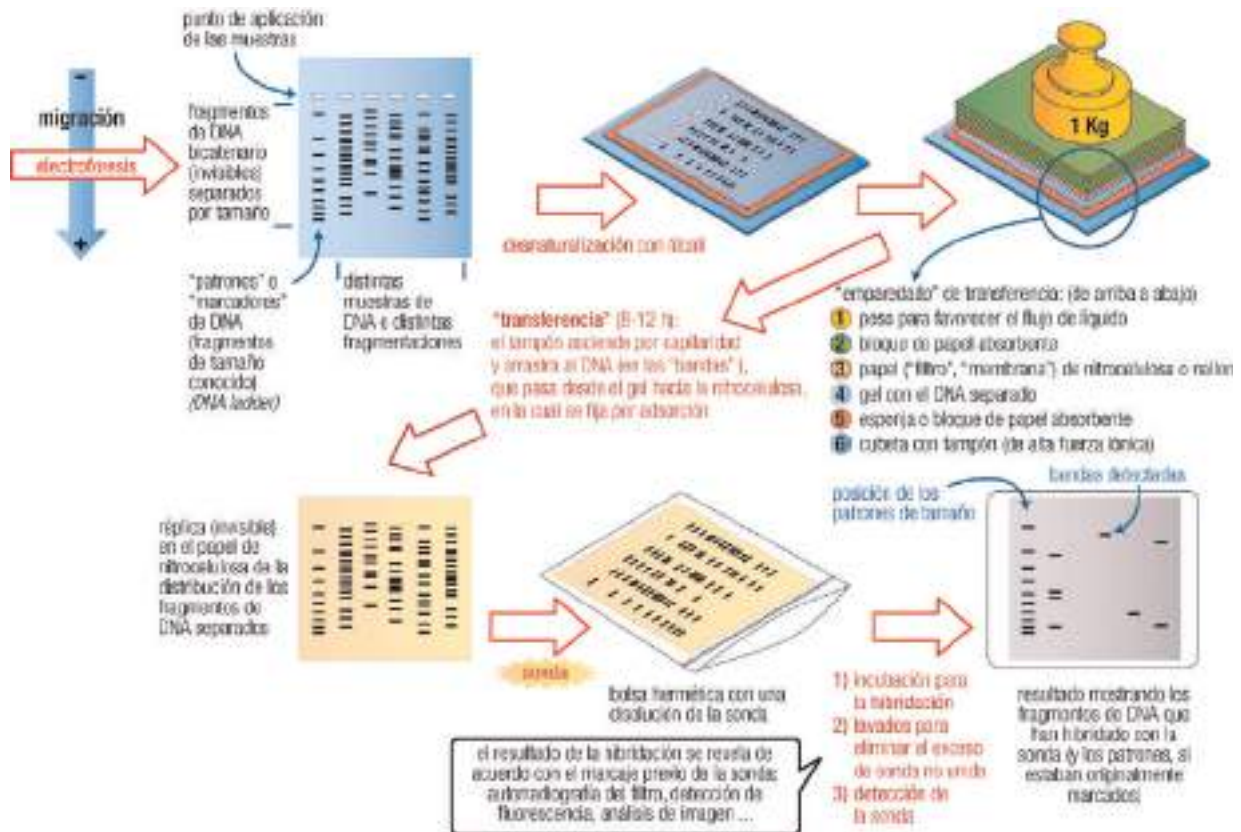 punto de aplicación
de las muestras
-
migración
electroforesis
+
fragmentos
de DNA
bicatenario
(invisibles)
separados
por tamaño
"patrones" o
"marcadores"
de DNA
(fragmentos
de tamaño
conocido)
(DNA ladder)
distintas
muestras de
DNA o distintas
fragmentaciones
desnaturalización con álcali
1 Kg
"emparedado" de transferencia: (de arriba a abajo)
1 peso para favorecer el flujo de líquido
2 bloque de papel absorbente
3 papel ("filtro", "membrana") de nitrocelulosa o nailon
4 gel con el DNA separado
5 esponja o bloque de papel absorbente
6 cubeta con tampón (de alta fuerza iónica)
"transferencia" (8-12 h):
el tampón asciende por capilaridad
y arrastra al DNA (en las "bandas"),
que pasa desde el gel hacia la nitrocelulosa,
en la cual se fija por adsorción
réplica (invisible)
en el papel de
nitrocelulosa de la
distribución de los
fragmentos de
DNA separados
sonda
bolsa hermética con una
disolución de la sonda
1) incubación para
la hibridación
2) lavados para
eliminar el exceso
de sonda no unida
3) detección de
la sonda
el resultado de la hibridación se revela de
acuerdo con el marcaje previo de la sonda:
autorradiografía del filtro, detección de
fluorescencia, análisis de imagen ...
bandas detectadas
posición de los
patrones de tamaño
resultado mostrando los
fragmentos de DNA que
han hibridado con la
sonda (y los patrones, si
estaban originalmente
marcados)